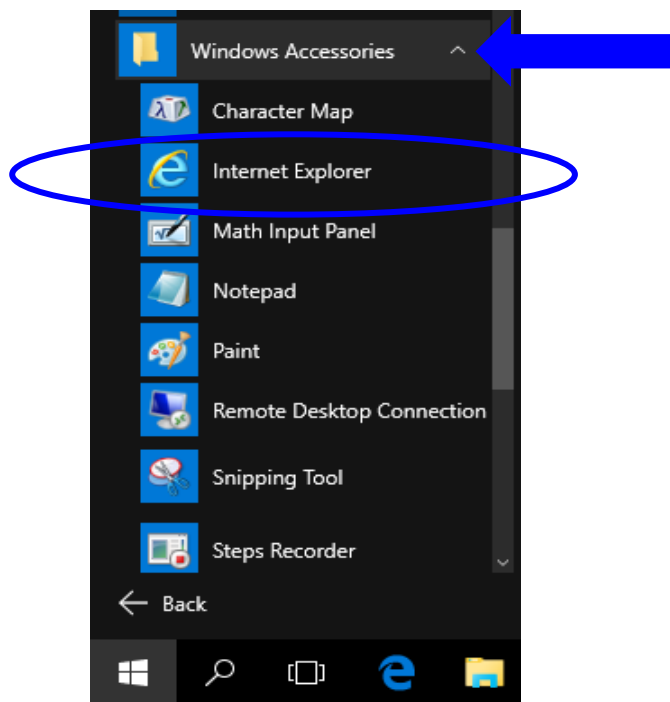 Windows Accessories
Character Map
Internet Explorer
Math Input Panel
Notepad
Paint
Remote Desktop Connection
Snipping Tool
Steps Recorder
Back